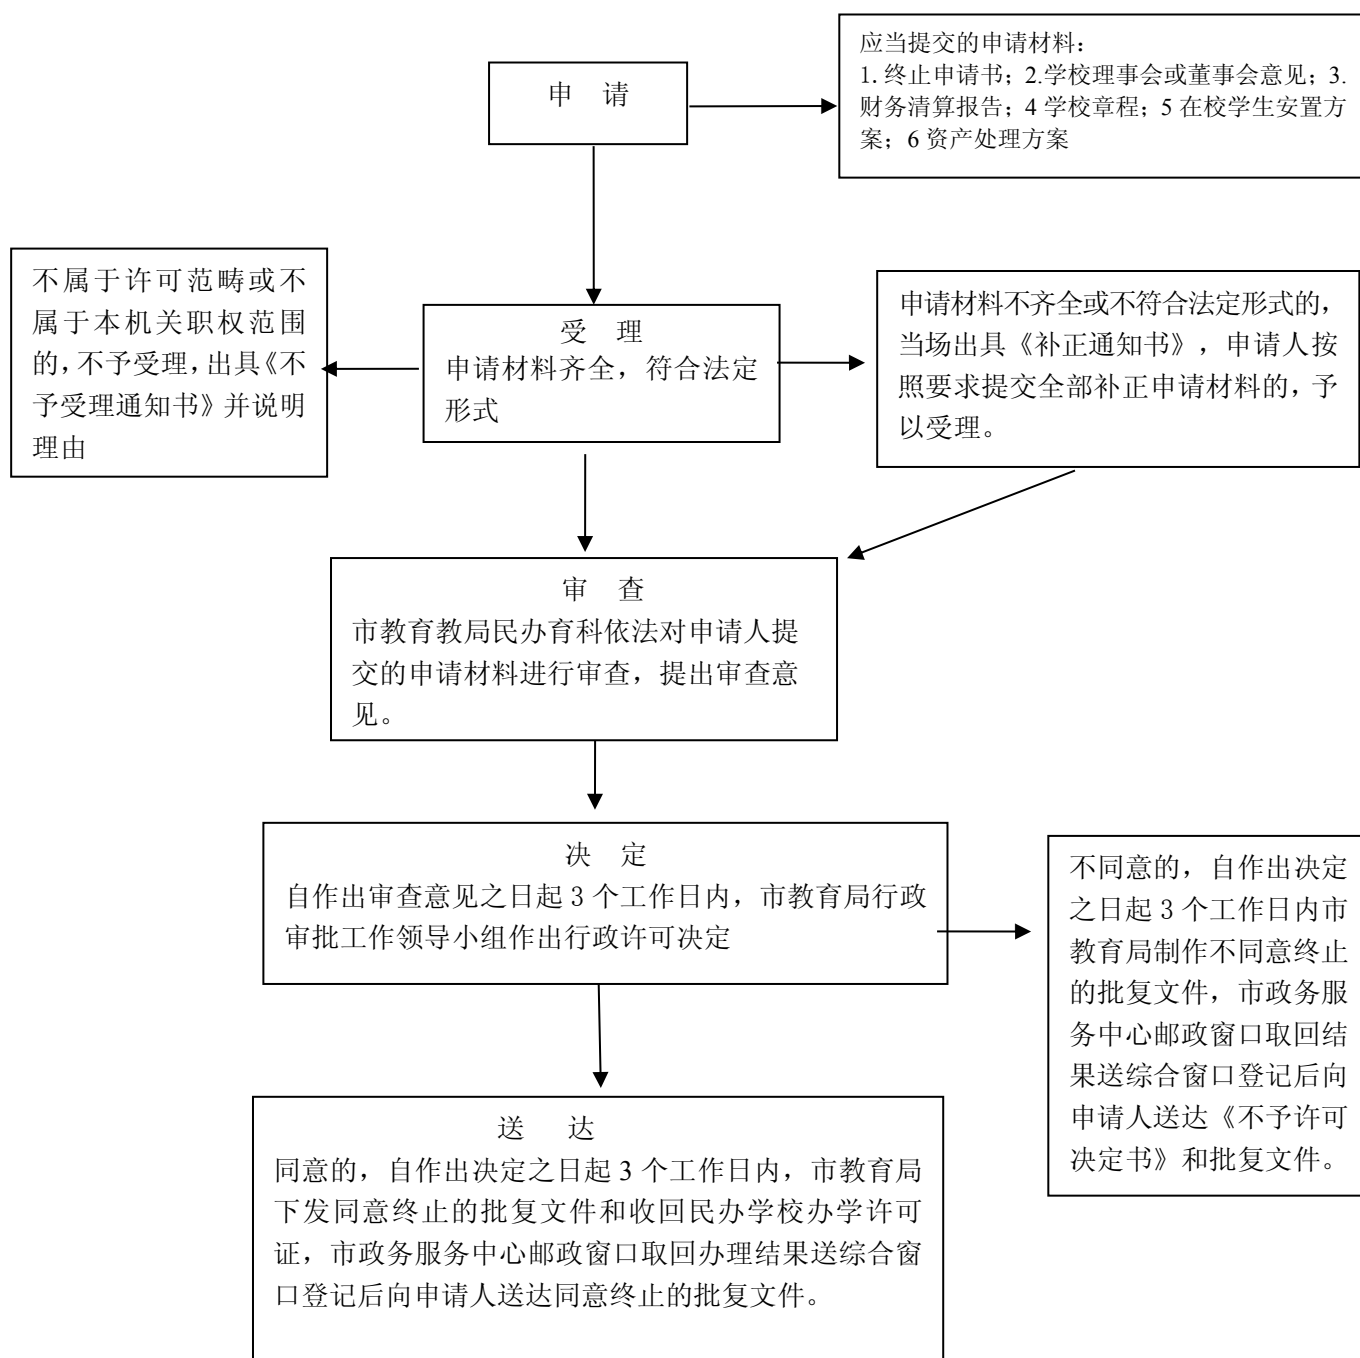 申 请
应当提交的申请材料：
1. 终止申请书；2.学校理事会或董事会意见；3.
财务清算报告；4 学校章程；5 在校学生安置方
案；6 资产处理方案
不属于许可范畴或不
属于本机关职权范围
的，不予受理，出具《不
予受理通知书》并说明
理由
受 理
申请材料齐全，符合法定
形式
申请材料不齐全或不符合法定形式的，
当场出具《补正通知书》，申请人按
照要求提交全部补正申请材料的，予
以受理。
审 查
市教育教局民办育科依法对申请人提
交的申请材料进行审查，提出审查意
见。
决 定
自作出审查意见之日起 3 个工作日内，市教育局行政
审批工作领导小组作出行政许可决定
不同意的，自作出决定
之日起 3 个工作日内市
教育局制作不同意终止
的批复文件，市政务服
务中心邮政窗口取回结
果送综合窗口登记后向
申请人送达《不予许可
决定书》和批复文件。
送 达
同意的，自作出决定之日起 3 个工作日内，市教育局
下发同意终止的批复文件和收回民办学校办学许可
证，市政务服务中心邮政窗口取回办理结果送综合窗
口登记后向申请人送达同意终止的批复文件。